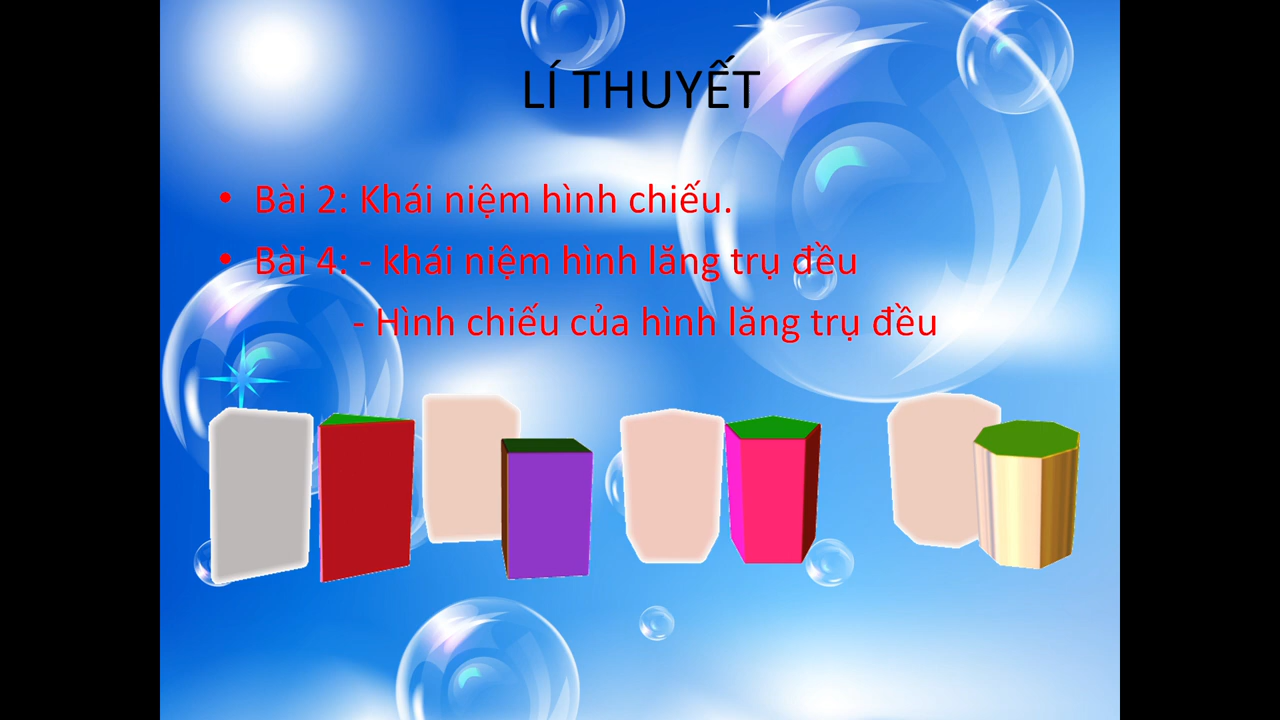 LÍ THUYẾT
• Bài 2: Khái niệm hình chiếu.
• Bài 4: - khái niệm hình lăng trụ đều
- Hình chiếu của hình lăng trụ đều